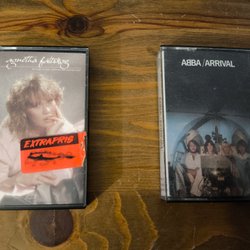 Agnetha Fältskog
EXTRAPRIS
ABBA/ARRIVAL